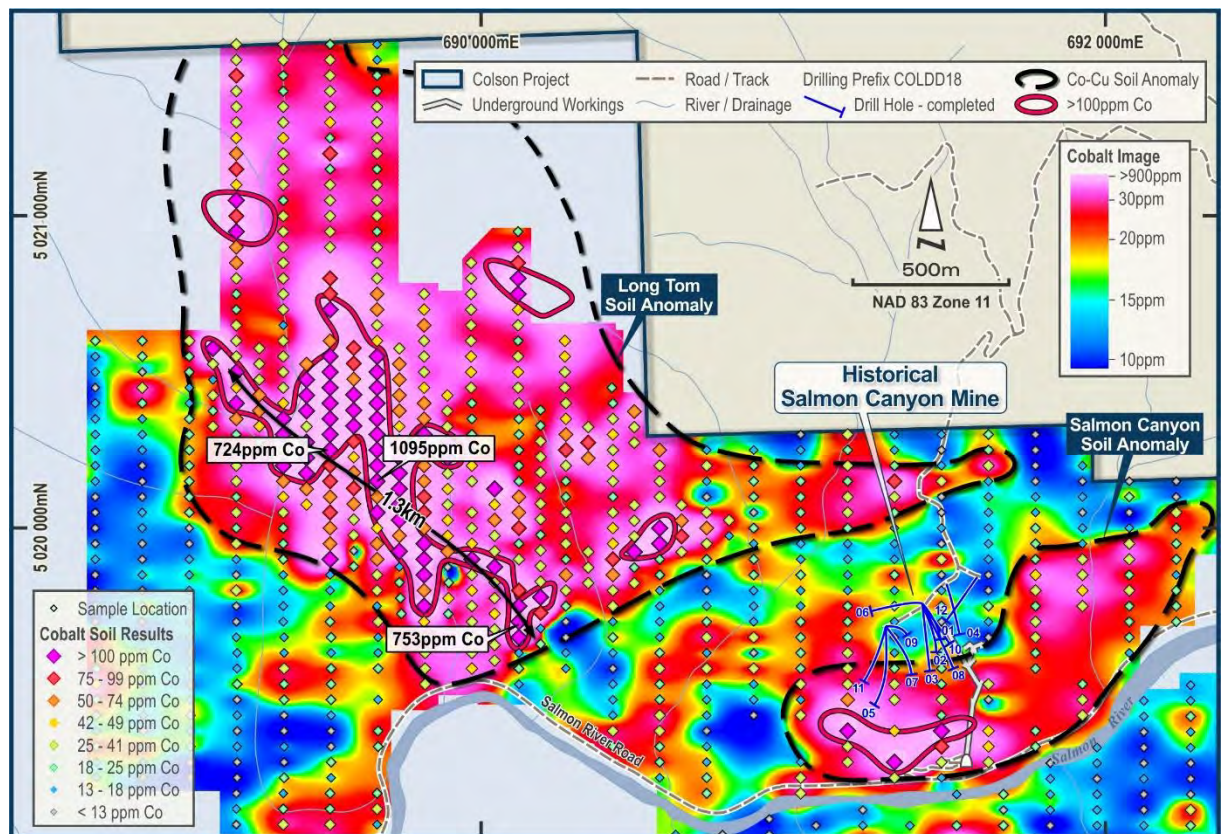 690 000mE
692 000mE
Colson Project
Road / Track
Drilling Prefix COLDD18
Co-Cu Soil Anomaly
Underground Workings
River / Drainage
Drill Hole - completed
>100ppm Co
Cobalt Image
>900ppm
30ppm
20ppm
15ppm
10ppm
5 021 000mN
N
500m
NAD 83 Zone 11
Long Tom
Soil Anomaly
Historical
Salmon Canyon Mine
Salmon Canyon
Soil Anomaly
724ppm Co
1095ppm Co
1.3km
5 020 000mN
753ppm Co
06
12
01
04
09
10
02
11
07
03
08
05
Salmon River Road
Salmon River
Sample Location
Cobalt Soil Results
> 100 ppm Co
75 - 99 ppm Co
50 - 74 ppm Co
42 - 49 ppm Co
25 - 41 ppm Co
18 - 25 ppm Co
13 - 18 ppm Co
< 13 ppm Co